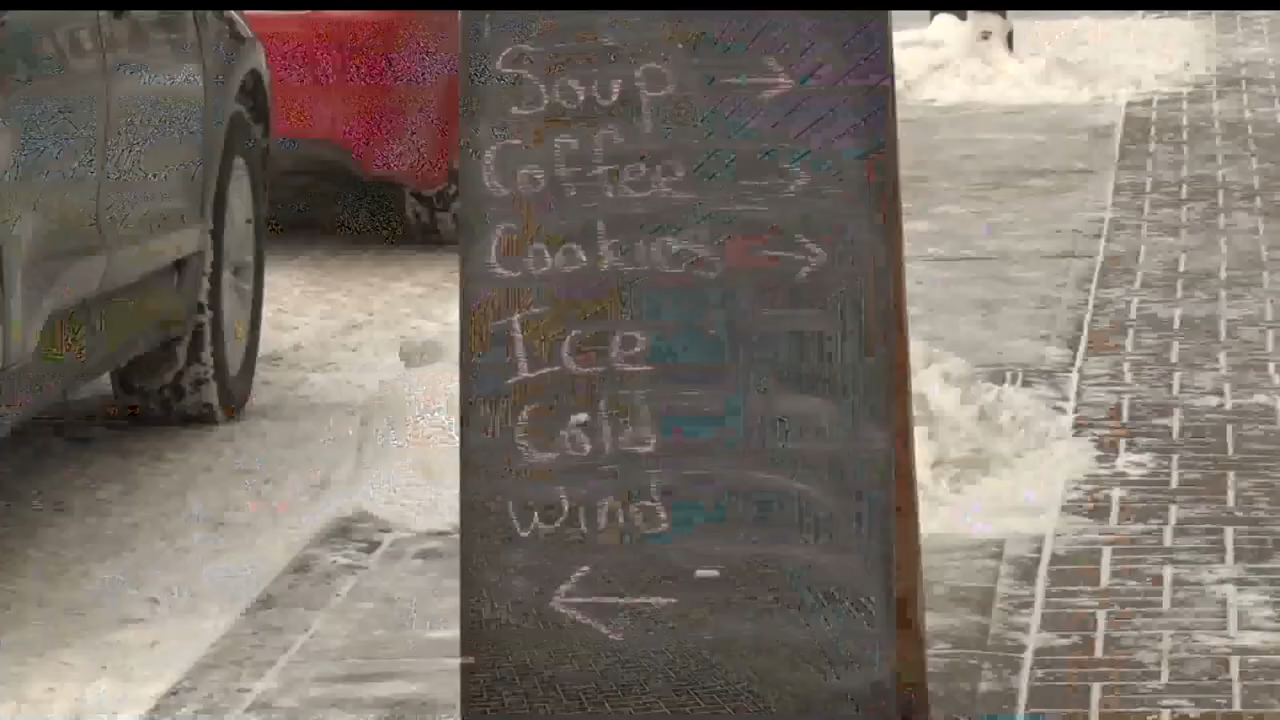 Soup →
Coffee →
Cookies →
Ice
Cold
Wind
←